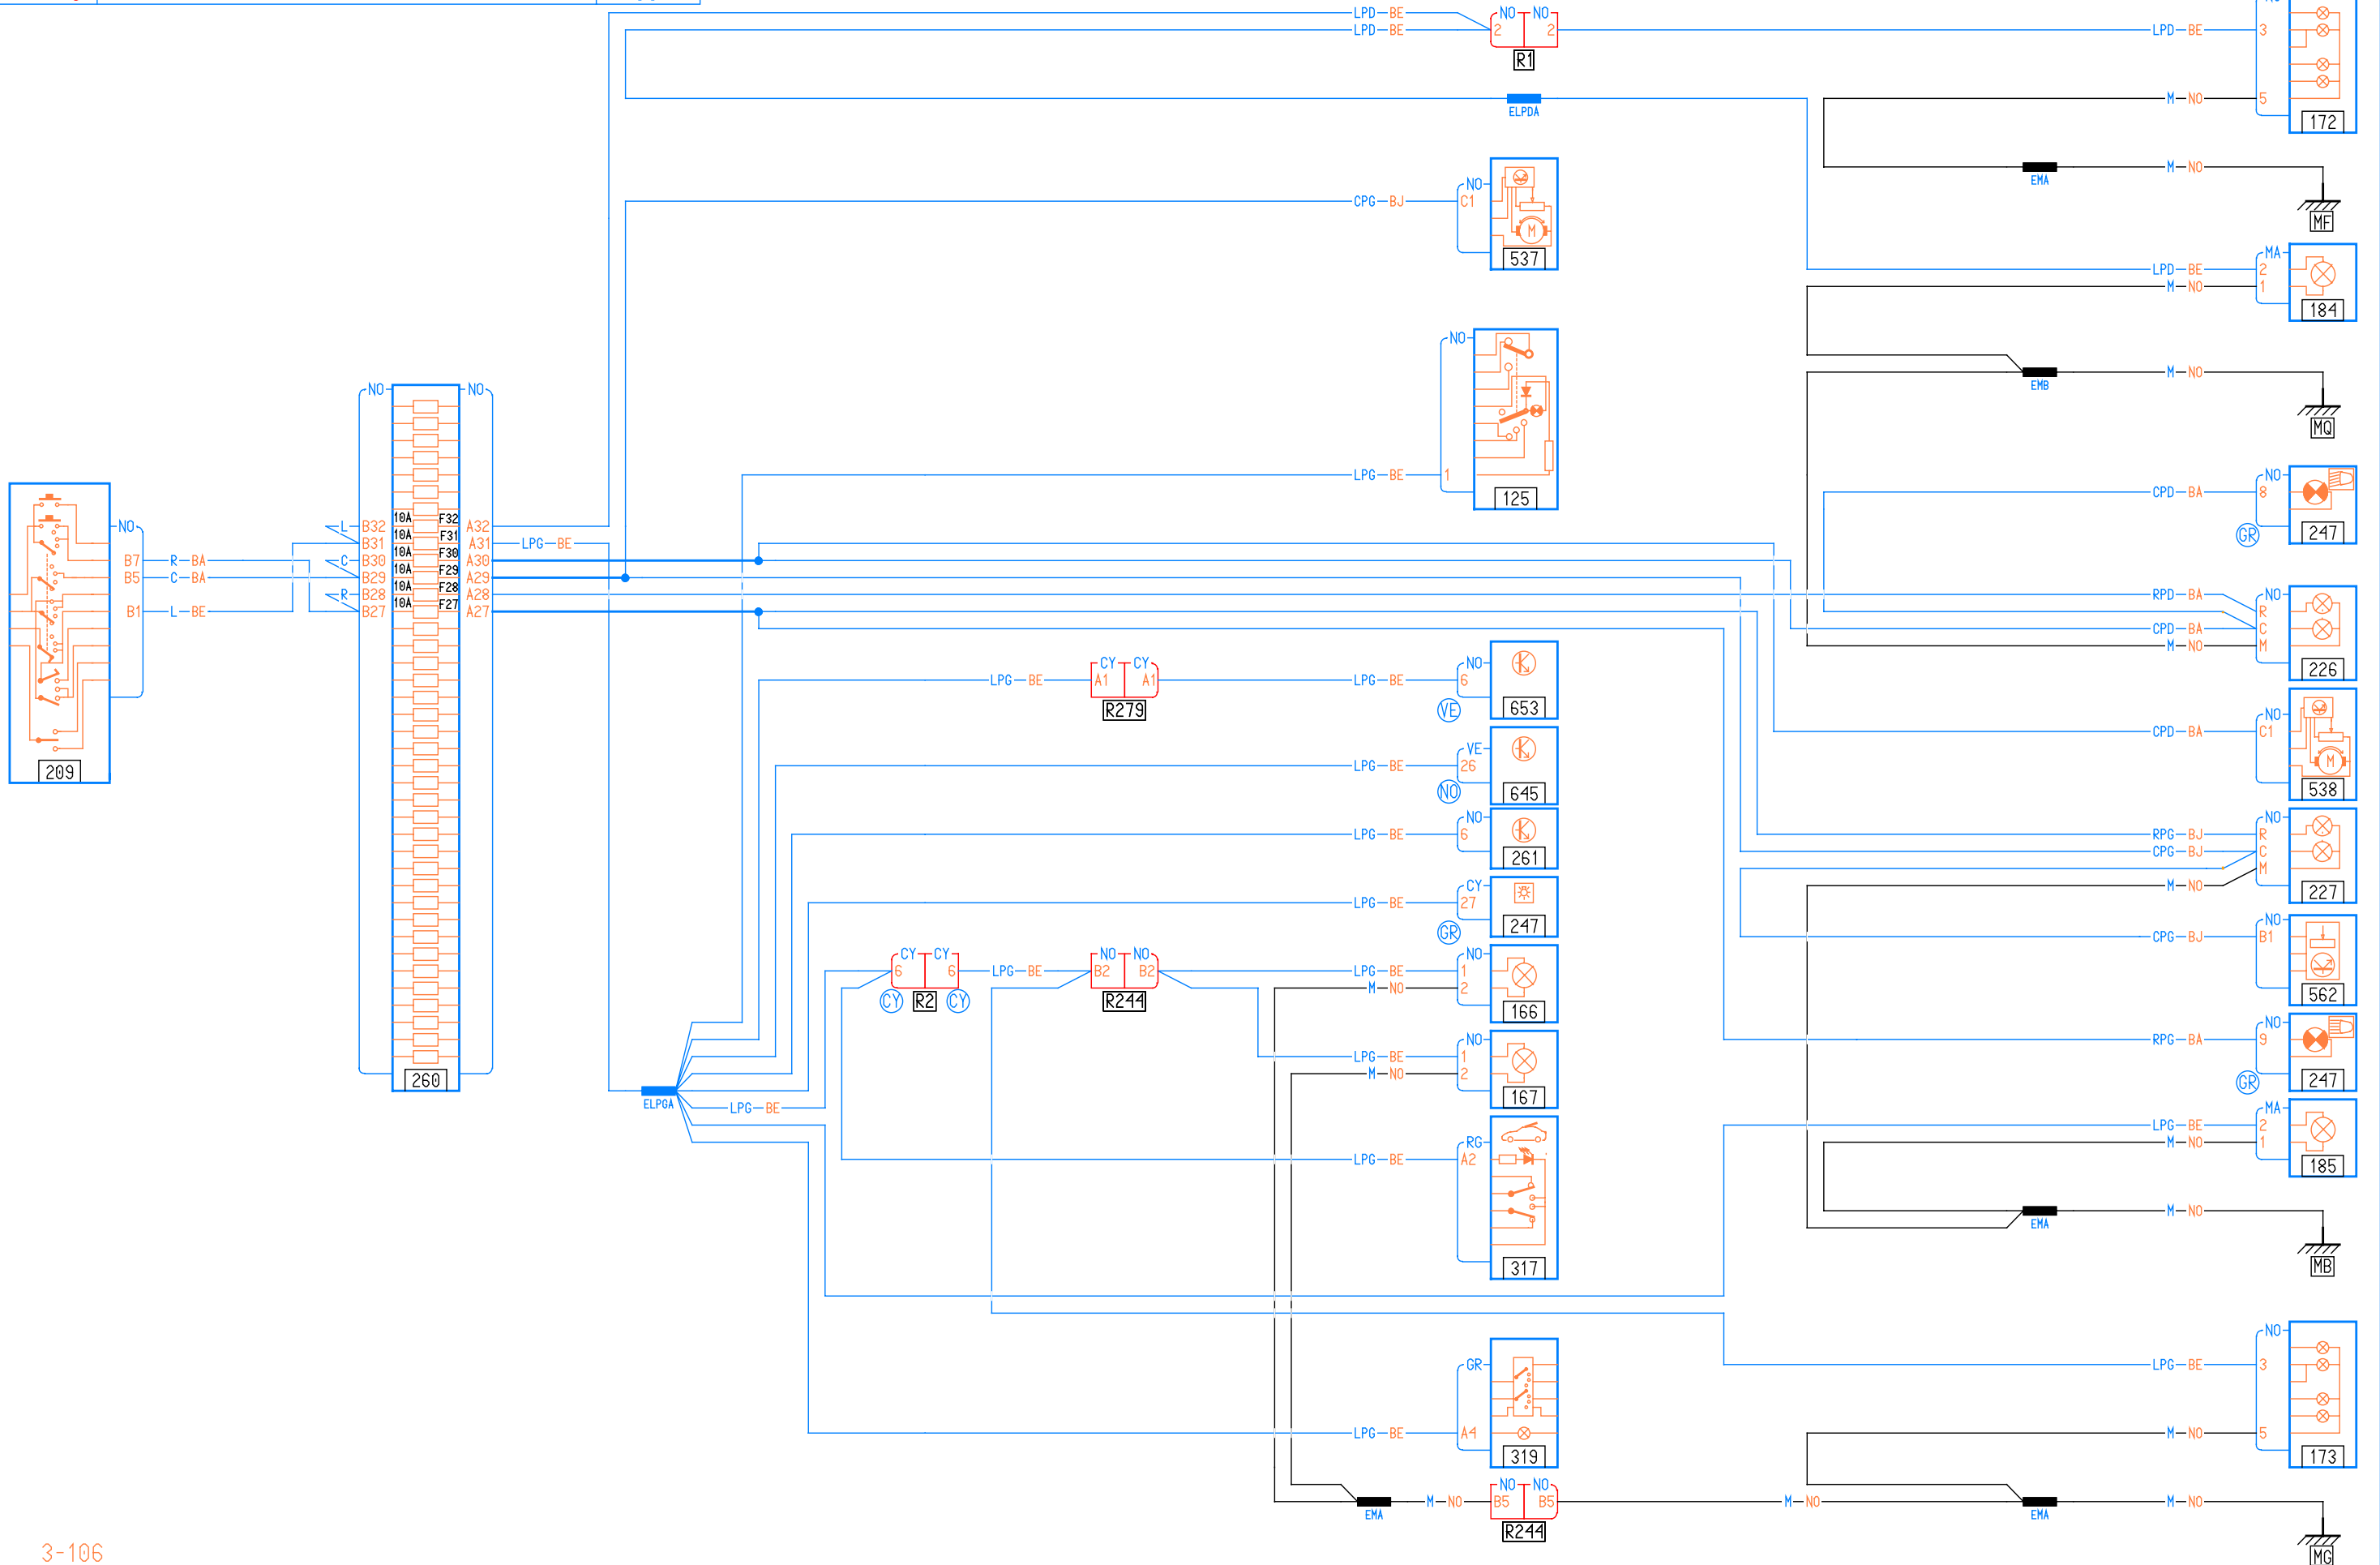 LPD BE NO NO
LPD BE 2 2 LPD BE 3
R1
M NO 5
ELPDA
172
M NO
EMA
NO
CPG BJ C1
M
MF
537
MA
LPD BE 2
M NO 1
184
NO
M NO
EMB
NO NO
MQ
LPG BE 1
NO
125
CPD BA 8
GR 247
NO L B32 10A F32 A32
B31 10A F31 A31 LPG BE
B7 R BA C B30 10A F30 A30
B5 C BA B29 10A F29 A29
R B28 10A F28 A28 RPD BA NO
B1 L BE B27 10A F27 A27 R
CPD BA C
M NO M
226
CY CY NO
LPG BE A1 A1 LPG BE 6
R279 VE 653
NO
CPD BA C1
VE
LPG BE 26
M
209
NO 645
538
NO NO
LPG BE 6 RPG BJ R
CPG BJ C
261
M
CY M NO
LPG BE 27 227
GR 247 NO
CPG BJ B1
CY CY NO NO NO
6 6 LPG BE B2 B2 LPG BE 1
M NO 2
CY R2 CY R244 166
562
NO NO
RPG BA 9
LPG BE 1
M NO 2
260 GR 247
167
ELPGA
LPG BE MA
LPG BE 2
RG M NO 1
LPG BE A2
185
M NO
EMA
317
MB
NO
GR LPG BE 3
LPG BE A4 M NO 5
319 173
NO NO
M NO B5 B5 M NO M NO
EMA EMA
R244
3-106
MG